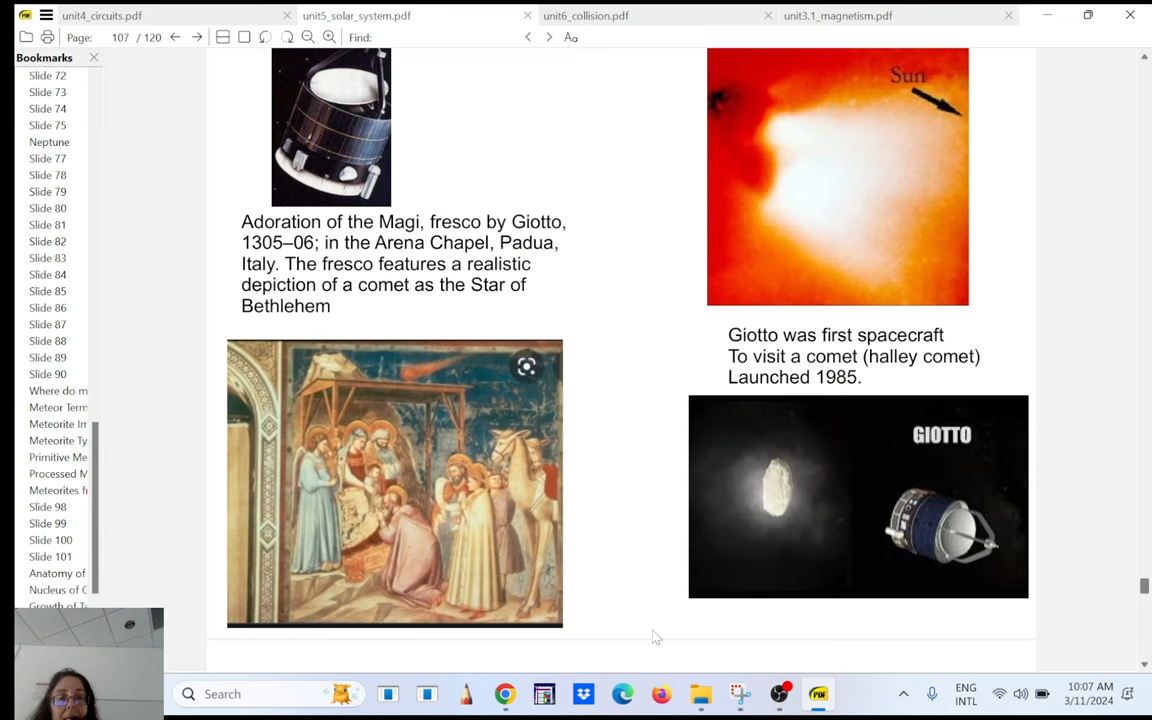 unit4_circuits.pdf
unit5_solar_system.pdf
unit6_collision.pdf
unit3.1_magnetism.pdf
Page: 107 / 120
Find:
Aa
Bookmarks
Slide 72
Slide 73
Slide 74
Slide 75
Neptune
Slide 77
Slide 78
Slide 79
Slide 80
Slide 81
Slide 82
Slide 83
Slide 84
Slide 85
Slide 86
Slide 87
Slide 88
Slide 89
Slide 90
Where do m
Meteor Term
Meteorite Im
Meteorite Ty
Primitive Me
Processed M
Meteorites f
Slide 98
Slide 99
Slide 100
Slide 101
Anatomy of
Nucleus of C
Growth of T
Sun
Adoration of the Magi, fresco by Giotto,
1305–06; in the Arena Chapel, Padua,
Italy. The fresco features a realistic
depiction of a comet as the Star of
Bethlehem
Giotto was first spacecraft
To visit a comet (halley comet)
Launched 1985.
GIOTTO
Search
PDF
ENG
INTL
10:07 AM
3/11/2024